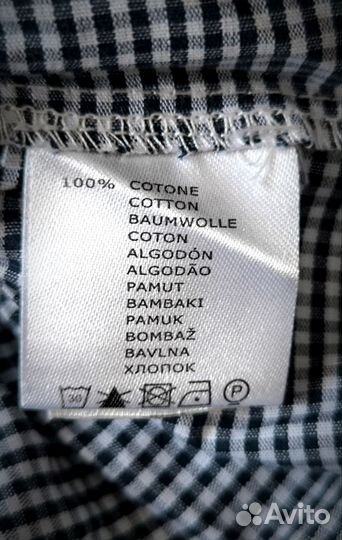 100% COTONE
COTTON
BAUMWOLLE
COTON
ALGODÓN
ALGODÃO
PAMUT
BAMBAKI
PAMUK
BOMBAŽ
BAVLNA
ХЛОПОК
30 P
Avito